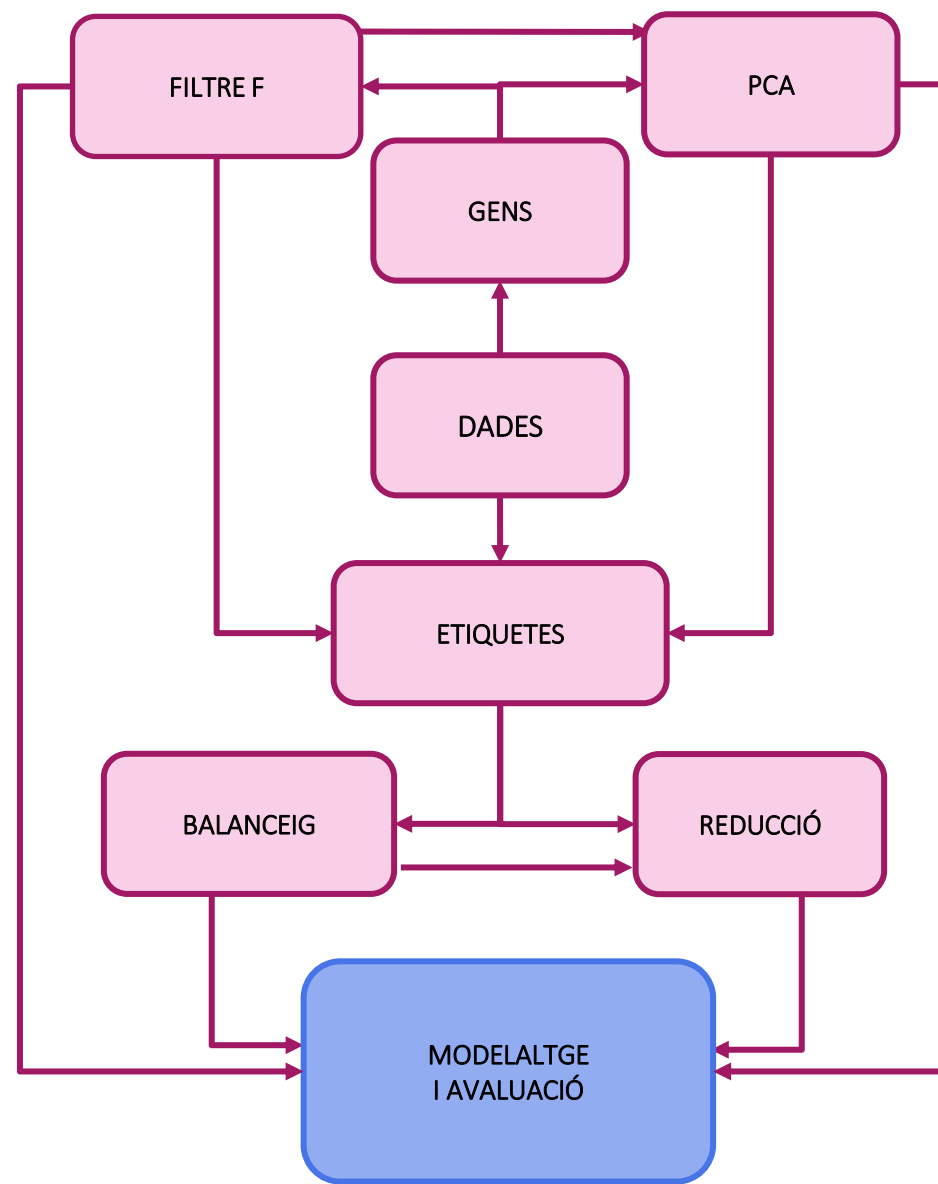 FILTRE F
PCA
GENS
DADES
ETIQUETES
BALANCEIG
REDUCCIÓ
MODELALTGE
I AVALUACIÓ